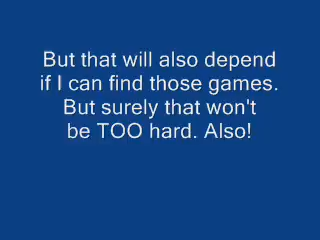 But that will also depend
if I can find those games.
But surely that won't
be TOO hard. Also!